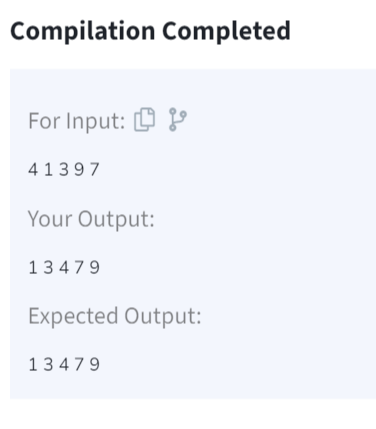 Compilation Completed
For Input:
4 1 3 9 7
Your Output:
1 3 4 7 9
Expected Output:
1 3 4 7 9